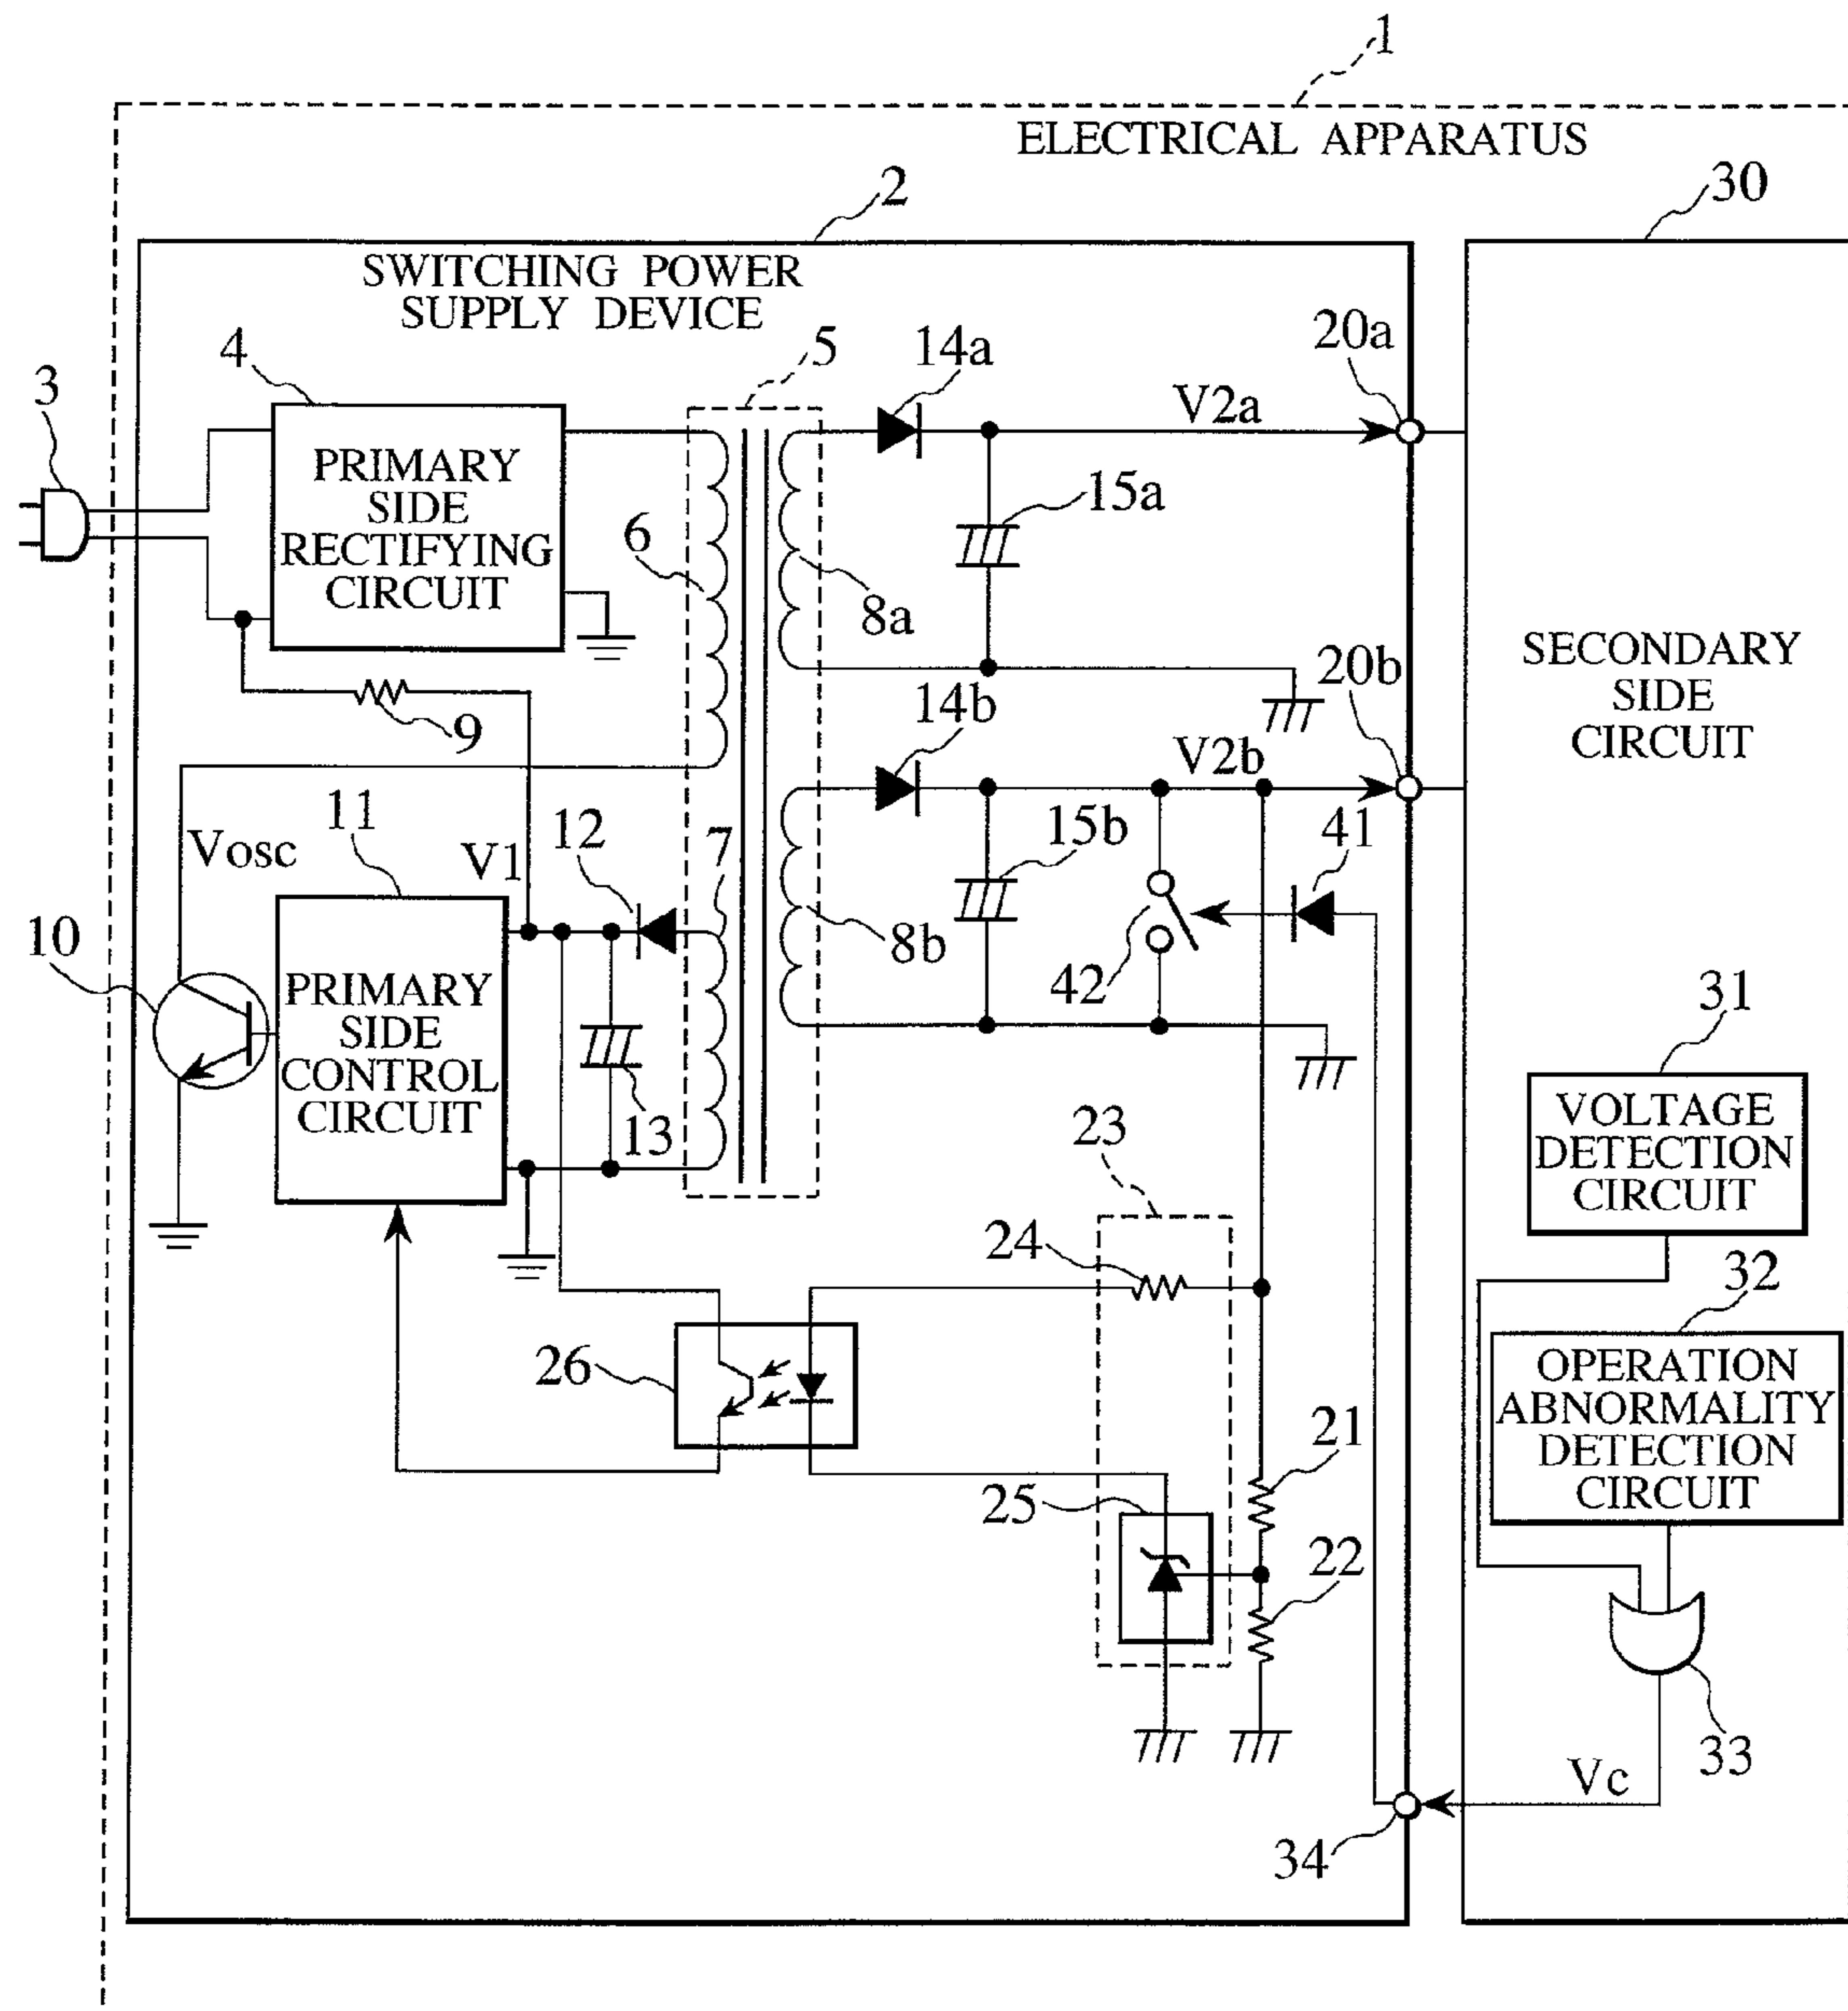 1
ELECTRICAL APPARATUS
2
30
SWITCHING POWER
SUPPLY DEVICE
3
4
5
14a
20a
V2a
PRIMARY
SIDE
RECTIFYING
CIRCUIT
6
15a
8a
SECONDARY
SIDE
CIRCUIT
20b
9
14b
V2b
Vosc
11
V1
12
7
15b
41
10
8b
42
PRIMARY
SIDE
CONTROL
CIRCUIT
13
31
VOLTAGE
DETECTION
CIRCUIT
23
24
32
OPERATION
ABNORMALITY
DETECTION
CIRCUIT
26
21
25
22
33
Vc
34